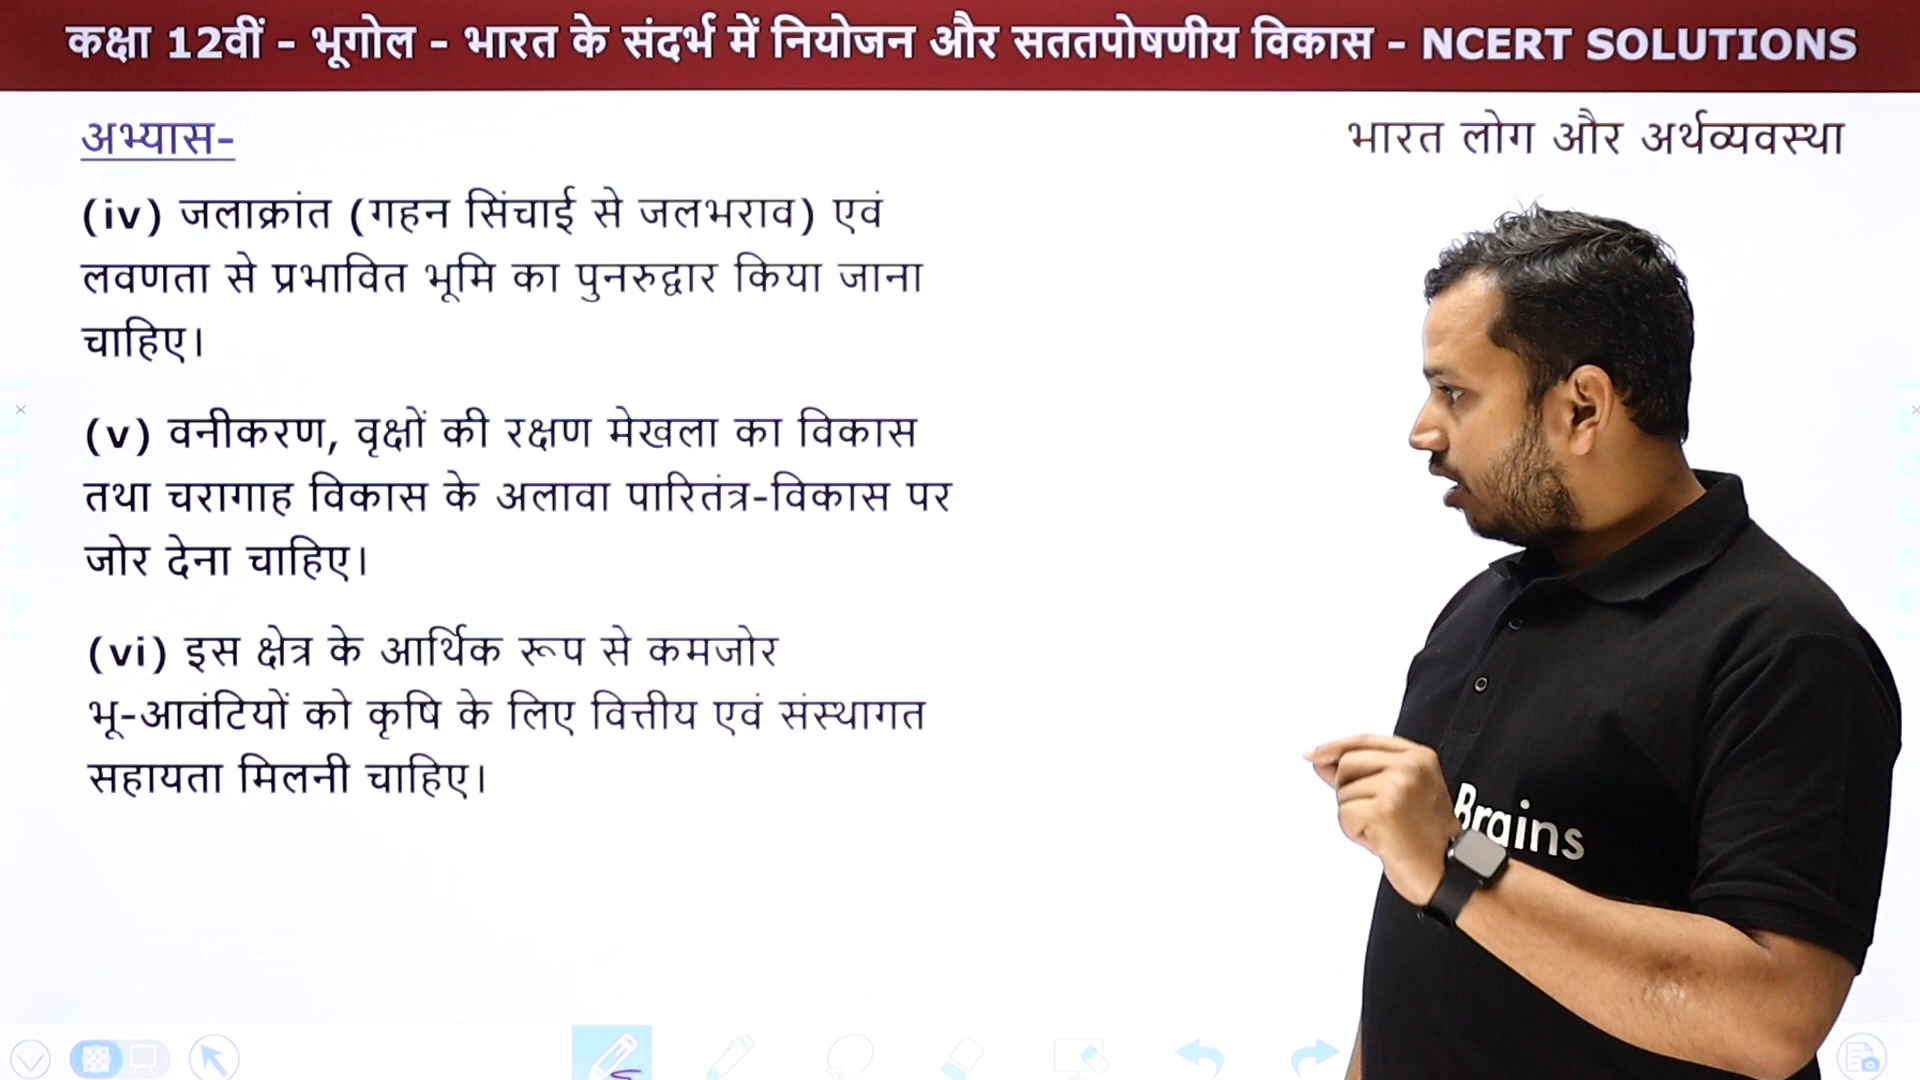 कक्षा 12वीं - भूगोल - भारत के संदर्भ में नियोजन और सततपोषणीय विकास - NCERT SOLUTIONS
अभ्यास-
भारत लोग और अर्थव्यवस्था
(iv) जलाक्रांत (गहन सिंचाई से जलभराव) एवं
लवणता से प्रभावित भूमि का पुनरुद्वार किया जाना
चाहिए।
(v) वनीकरण, वृक्षों की रक्षण मेखला का विकास
तथा चरागाह विकास के अलावा पारितंत्र-विकास पर
जोर देना चाहिए।
(vi) इस क्षेत्र के आर्थिक रूप से कमजोर
भू-आवंटियों को कृषि के लिए वित्तीय एवं संस्थागत
सहायता मिलनी चाहिए।
Brains